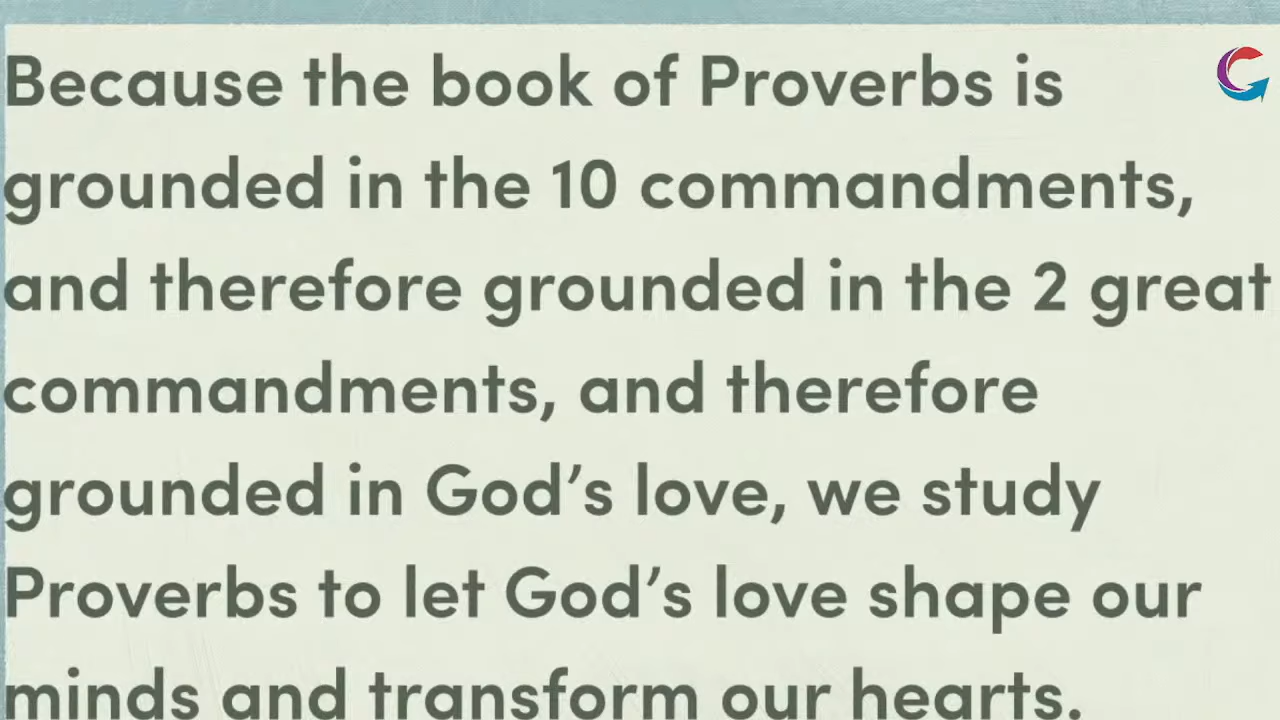 Because the book of Proverbs is
grounded in the 10 commandments,
and therefore grounded in the 2 great
commandments, and therefore
grounded in God’s love, we study
Proverbs to let God’s love shape our
minds and transform our hearts.